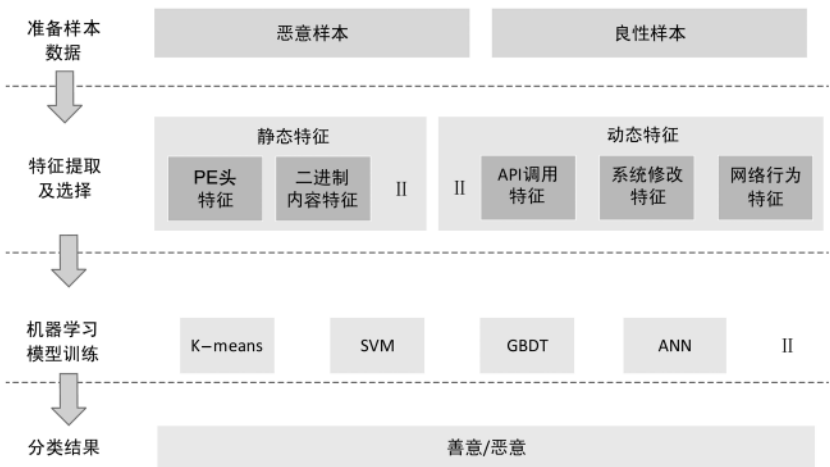 准备样本
数据
恶意样本
良性样本
特征提取
及选择
静态特征
PE头
特征
二进制
内容特征
II
动态特征
II
API调用
特征
系统修改
特征
网络行为
特征
机器学习
模型训练
K-means
SVM
GBDT
ANN
II
分类结果
善意/恶意